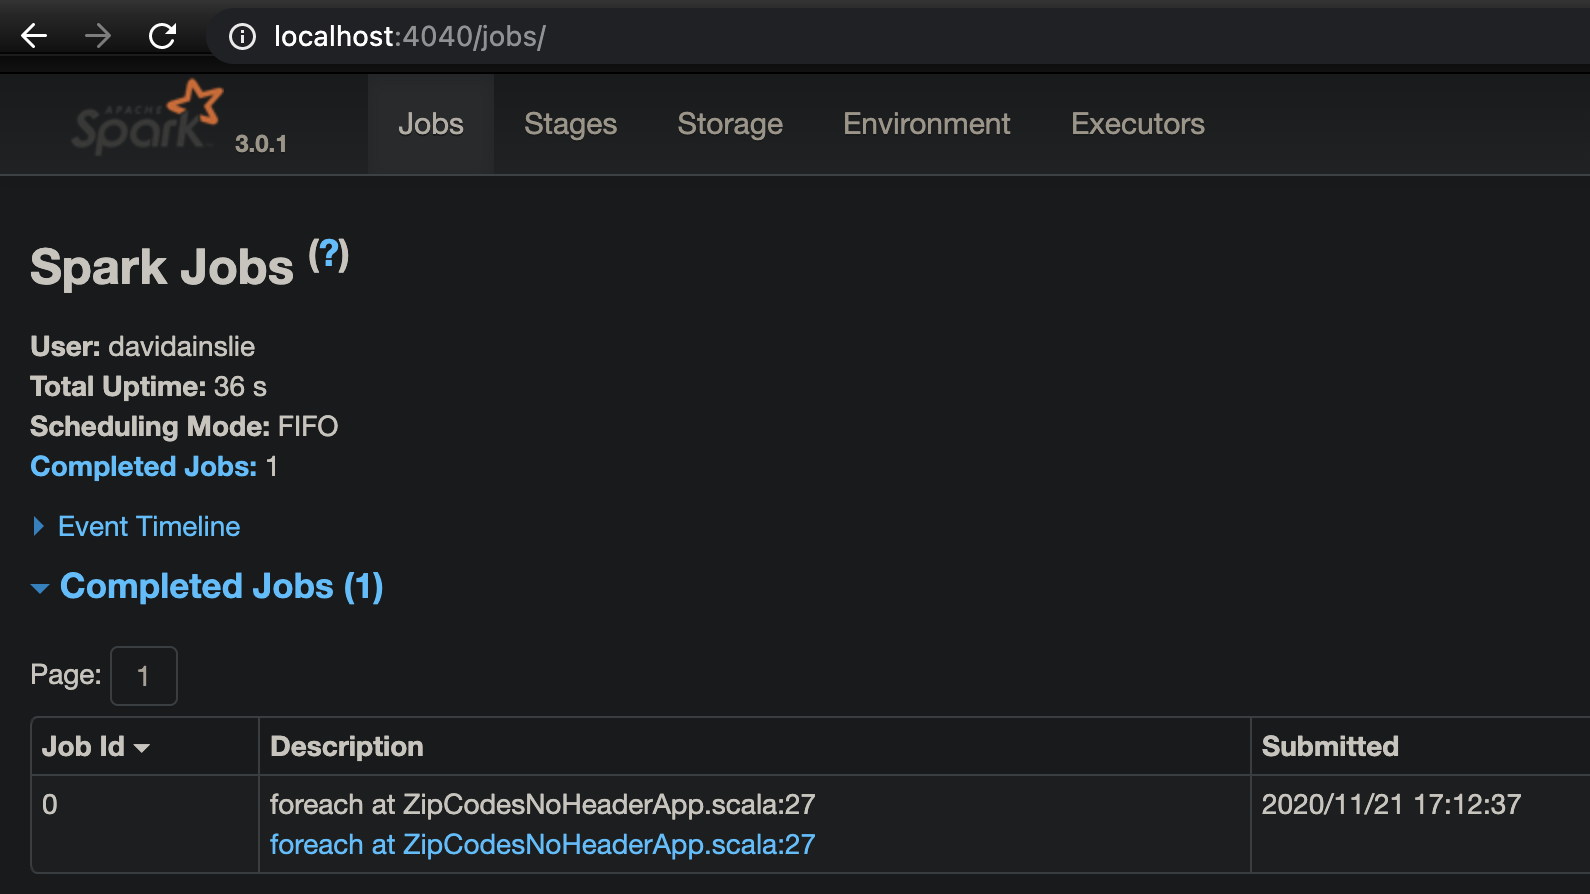 localhost:4040/jobs/
APACHE
Spark 3.0.1
Jobs Stages Storage Environment Executors
Spark Jobs (?)
User: davidainslie
Total Uptime: 36 s
Scheduling Mode: FIFO
Completed Jobs: 1
Event Timeline
Completed Jobs (1)
Page: 1
Job Id Description Submitted
0 foreach at ZipCodesNoHeaderApp.scala:27 2020/11/21 17:12:37
foreach at ZipCodesNoHeaderApp.scala:27